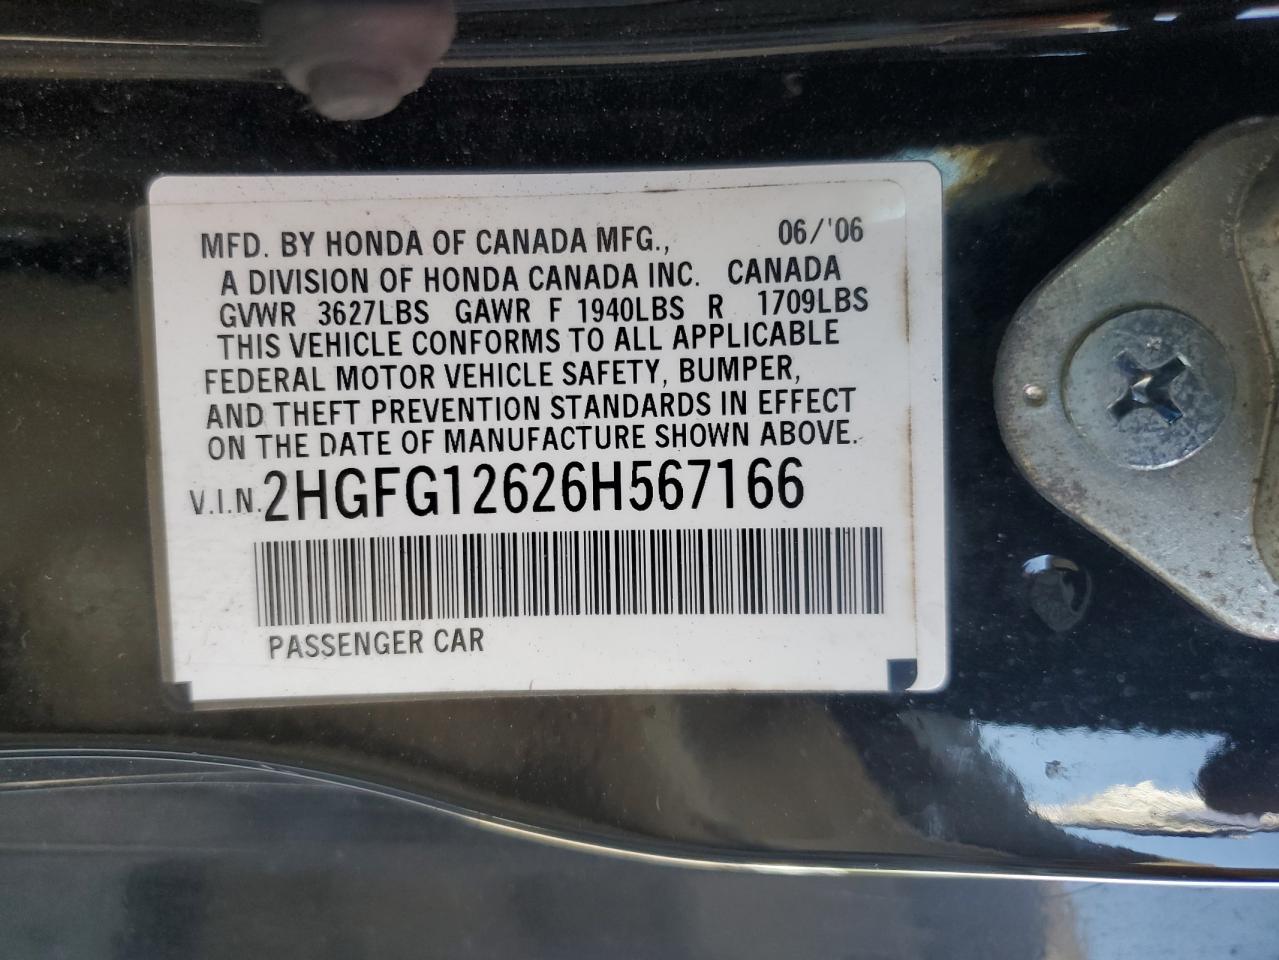 MFD. BY HONDA OF CANADA MFG., 06/'06
A DIVISION OF HONDA CANADA INC. CANADA
GVWR 3627LBS GAWR F 1940LBS R 1709LBS
THIS VEHICLE CONFORMS TO ALL APPLICABLE
FEDERAL MOTOR VEHICLE SAFETY, BUMPER,
AND THEFT PREVENTION STANDARDS IN EFFECT
ON THE DATE OF MANUFACTURE SHOWN ABOVE.
V.I.N. 2HGFG12626H567166
PASSENGER CAR